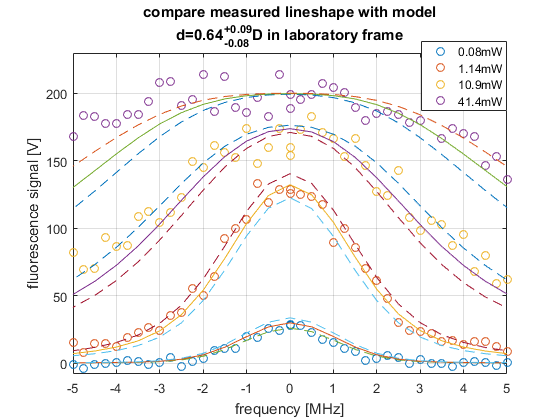 compare measured lineshape with model
d=0.64+0.09-0.08D in laboratory frame
0.08mW
1.14mW
10.9mW
41.4mW
200
150
100
50
0
fluorescence signal [V]
-5 -4 -3 -2 -1 0 1 2 3 4 5
frequency [MHz]